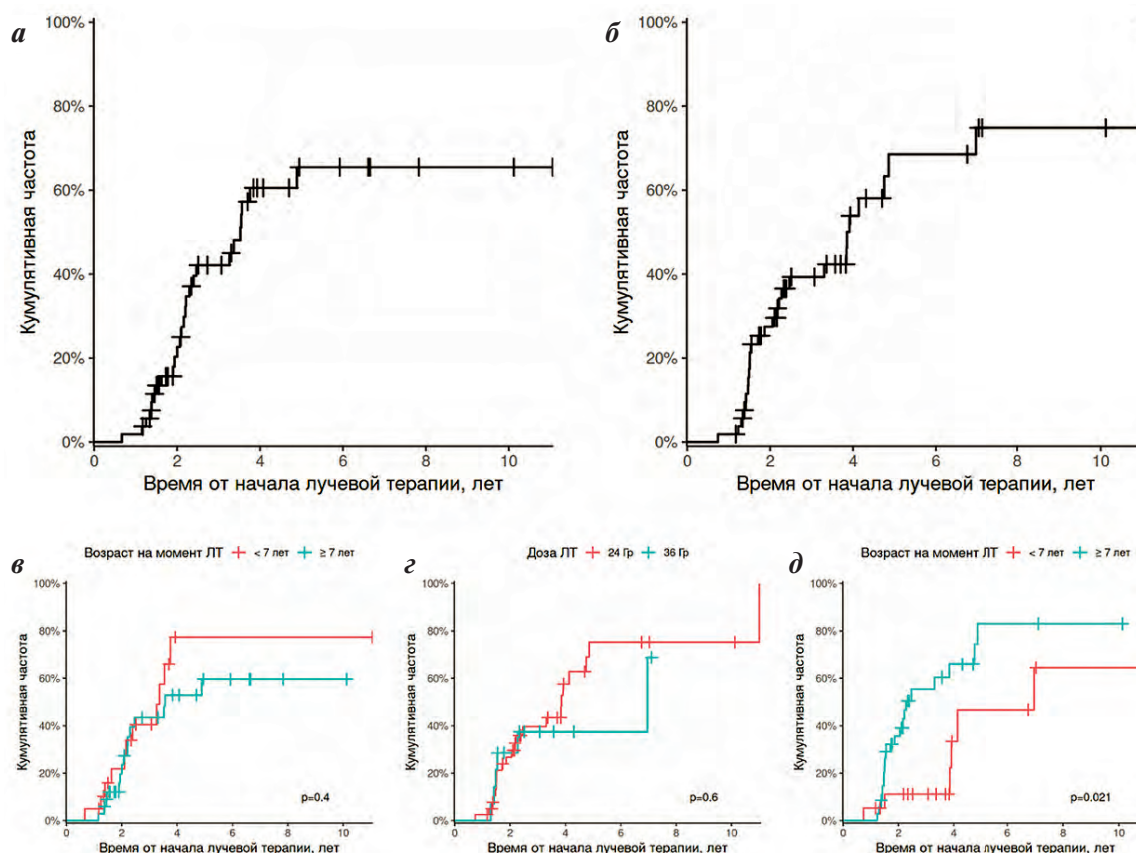 а
100%
80%
60%
40%
20%
0%
Кумулятивная частота
0 2 4 6 8 10
Время от начала лучевой терапии, лет
б
100%
80%
60%
40%
20%
0%
Кумулятивная частота
0 2 4 6 8 10
Время от начала лучевой терапии, лет
в
Возраст на момент ЛТ < 7 лет ≥ 7 лет
100%
80%
60%
40%
20%
0%
Кумулятивная частота
p=0.4
0 2 4 6 8 10
Время от начала лучевой терапии, лет
г
Доза ЛТ 24 Гр 36 Гр
100%
80%
60%
40%
20%
0%
Кумулятивная частота
p=0.6
0 2 4 6 8 10
Время от начала лучевой терапии, лет
д
Возраст на момент ЛТ < 7 лет ≥ 7 лет
100%
80%
60%
40%
20%
0%
Кумулятивная частота
p=0.021
0 2 4 6 8 10
Время от начала лучевой терапии, лет